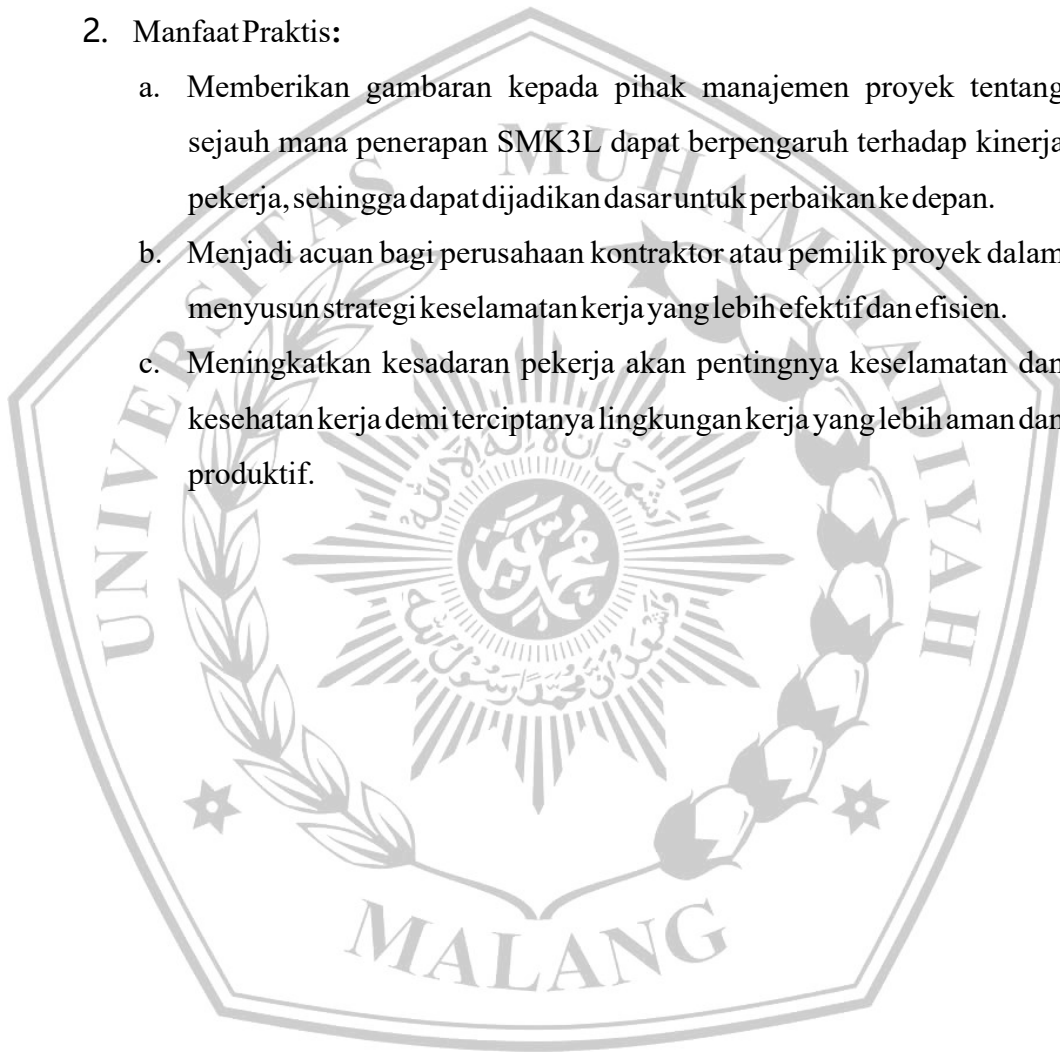 2. Manfaat Praktis:
a. Memberikan gambaran kepada pihak manajemen proyek tentang
sejauh mana penerapan SMK3L dapat berpengaruh terhadap kinerja
pekerja, sehingga dapat dijadikan dasar untuk perbaikan ke depan.
b. Menjadi acuan bagi perusahaan kontraktor atau pemilik proyek dalam
menyusun strategi keselamatan kerja yang lebih efektif dan efisien.
c. Meningkatkan kesadaran pekerja akan pentingnya keselamatan dan
kesehatan kerja demi terciptanya lingkungan kerja yang lebih aman dan
produktif.
UNIVERSITAS MUHAMMADIYAH
MALANG